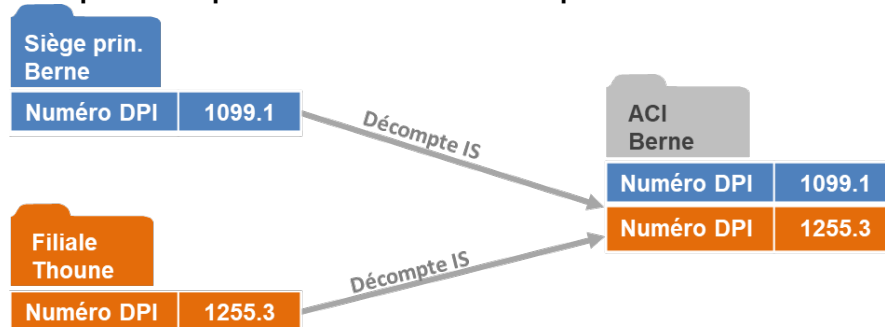 Siège prin.
Berne
Numéro DPI 1099.1
Décompte IS
ACI
Berne
Numéro DPI 1099.1
Numéro DPI 1255.3
Filiale
Thoune
Numéro DPI 1255.3
Décompte IS